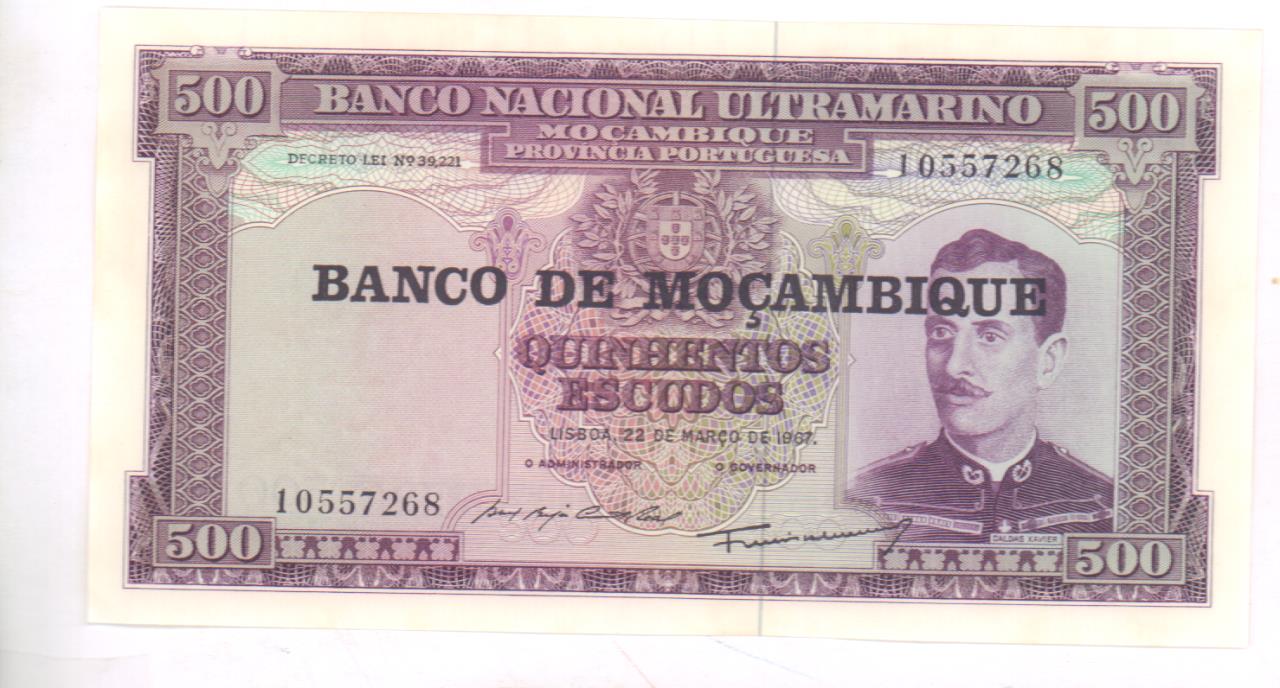 500 BANCO NACIONAL ULTRAMARINO 500
MOÇAMBIQUE
PROVINCIA PORTUGUESA
DECRETO LEI Nº 39,221
10557268
BANCO DE MOÇAMBIQUE
QUINHENTOS
ESCUDOS
LISBOA, 22 DE MARÇO DE 1967.
O ADMINISTRADOR O GOVERNADOR
10557268
CALDAS XAVIER
500 500